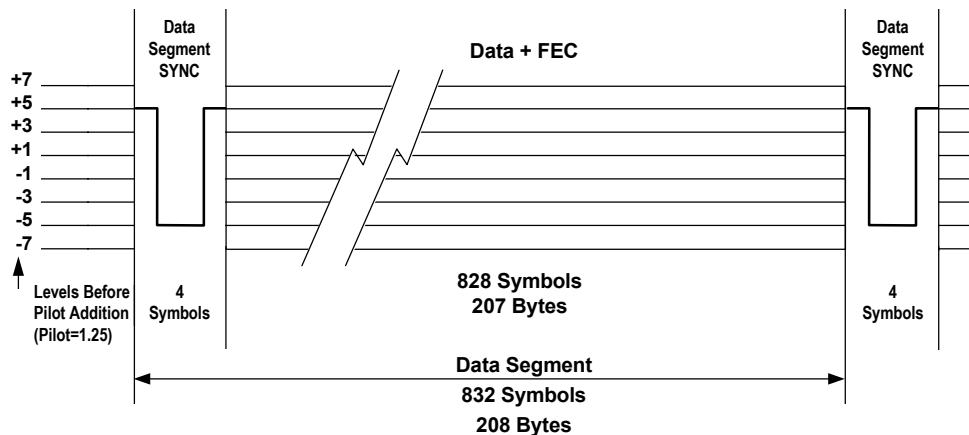 Data
Segment
SYNC
Data + FEC
Data
Segment
SYNC
+7
+5
+3
+1
-1
-3
-5
-7
Levels Before
Pilot Addition
(Pilot=1.25)
4
Symbols
828 Symbols
207 Bytes
4
Symbols
Data Segment
832 Symbols
208 Bytes